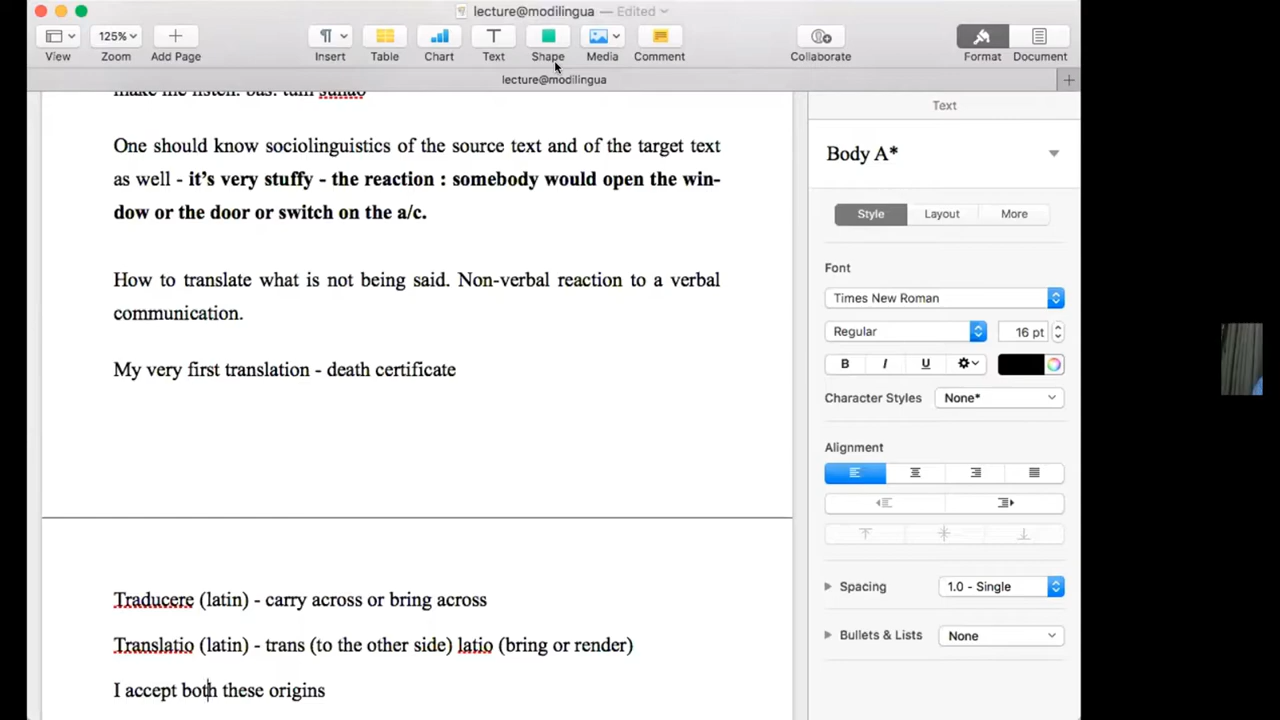 lecture@modilingua — Edited
125%
View
Zoom
Add Page
Insert
Table
Chart
Text
Shape
Media
Comment
Collaborate
Format
Document
lecture@modilingua
make me listen. bas. tum sunao
One should know sociolinguistics of the source text and of the target text
as well - it’s very stuffy - the reaction : somebody would open the win-
dow or the door or switch on the a/c.
How to translate what is not being said. Non-verbal reaction to a verbal
communication.
My very first translation - death certificate
Traducere (latin) - carry across or bring across
Translatio (latin) - trans (to the other side) latio (bring or render)
I accept both these origins
Text
Body A*
Style
Layout
More
Font
Times New Roman
Regular
16 pt
B I U
Character Styles
None*
Alignment
Spacing
1.0 - Single
Bullets & Lists
None